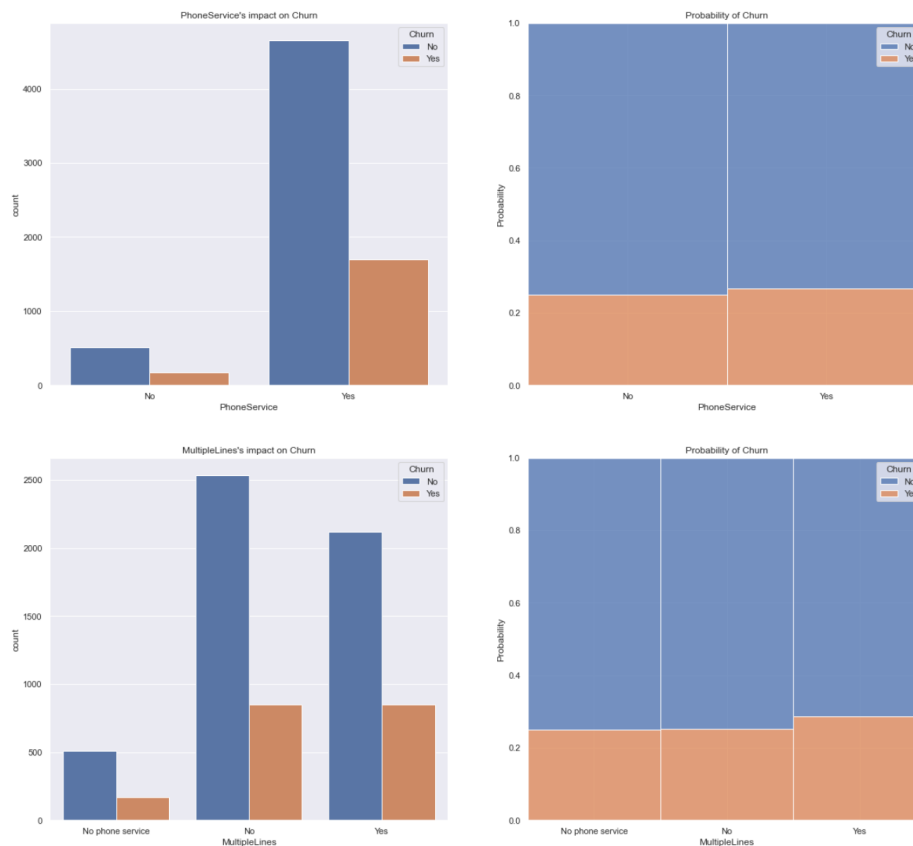 PhoneService's impact on Churn
Churn
No
Yes
4000
3000
2000
1000
0
count
No Yes
PhoneService
Probability of Churn
Churn
No
Ye
1.0
0.8
0.6
0.4
0.2
0.0
Probability
No Yes
PhoneService
MultipleLines's impact on Churn
Churn
No
Yes
2500
2000
1500
1000
500
0
count
No phone service No Yes
MultipleLines
Probability of Churn
Churn
No
Ye
1.0
0.8
0.6
0.4
0.2
0.0
Probability
No phone service No Yes
MultipleLines